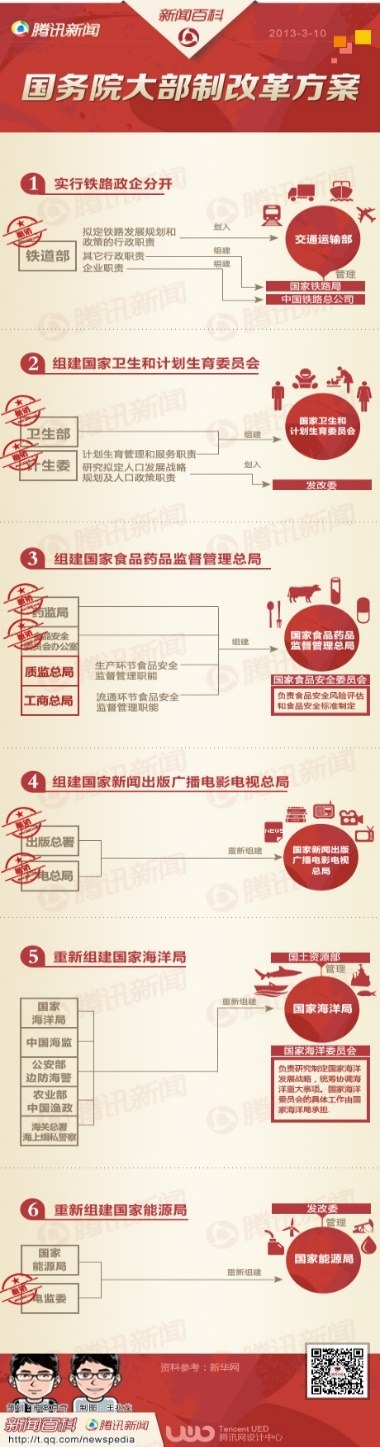 新闻百科
腾讯新闻
2013-3-10
国务院大部制改革方案
1 实行铁路政企分开
撤销
铁道部
拟定铁路发展规划和
政策的行政职责
划入
其它行政职责
组建
企业职责
组建
交通运输部
管理
国家铁路局
中国铁路总公司
2 组建国家卫生和计划生育委员会
撤销
卫生部
撤销
计生委
计划生育管理和服务职责
研究拟定人口发展战略
规划及人口政策职责
组建
划入
国家卫生和
计划生育委员会
发改委
3 组建国家食品药品监督管理总局
撤销
药监局
撤销
食品安全
委员会办公室
质监总局
生产环节食品安全
监督管理职能
工商总局
流通环节食品安全
监督管理职能
组建
国家食品药品
监督管理总局
国家食品安全委员会
负责食品安全风险评估
和食品安全标准制定
4 组建国家新闻出版广播电影电视总局
撤销
出版总署
撤销
广电总局
重新组建
NEWS
国家新闻出版
广播电影电视
总局
5 重新组建国家海洋局
国家
海洋局
中国海监
公安部
边防海警
农业部
中国渔政
海关总署
海上缉私警察
重新组建
国土资源部
管理
国家海洋局
国家海洋委员会
负责研究制定国家海洋
发展战略，统筹协调海
洋重大事项。国家海洋
委员会的具体工作由国
家海洋局承担.
6 重新组建国家能源局
国家
能源局
撤销
电监委
重新组建
发改委
管理
国家能源局
资料参考：新华网
制图
新闻百科
腾讯新闻
http://t.qq.com/newspedia
Tencent UED
腾讯网设计中心